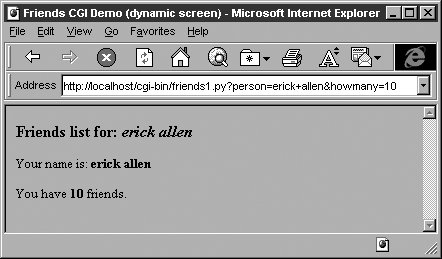 Friends CGI Demo (dynamic screen) - Microsoft Internet Explorer
File Edit View Go Favorites Help
Address http://localhost/cgi-bin/friends1.py?person=erick+allen&howmany=10
Friends list for: erick allen
Your name is: erick allen
You have 10 friends.